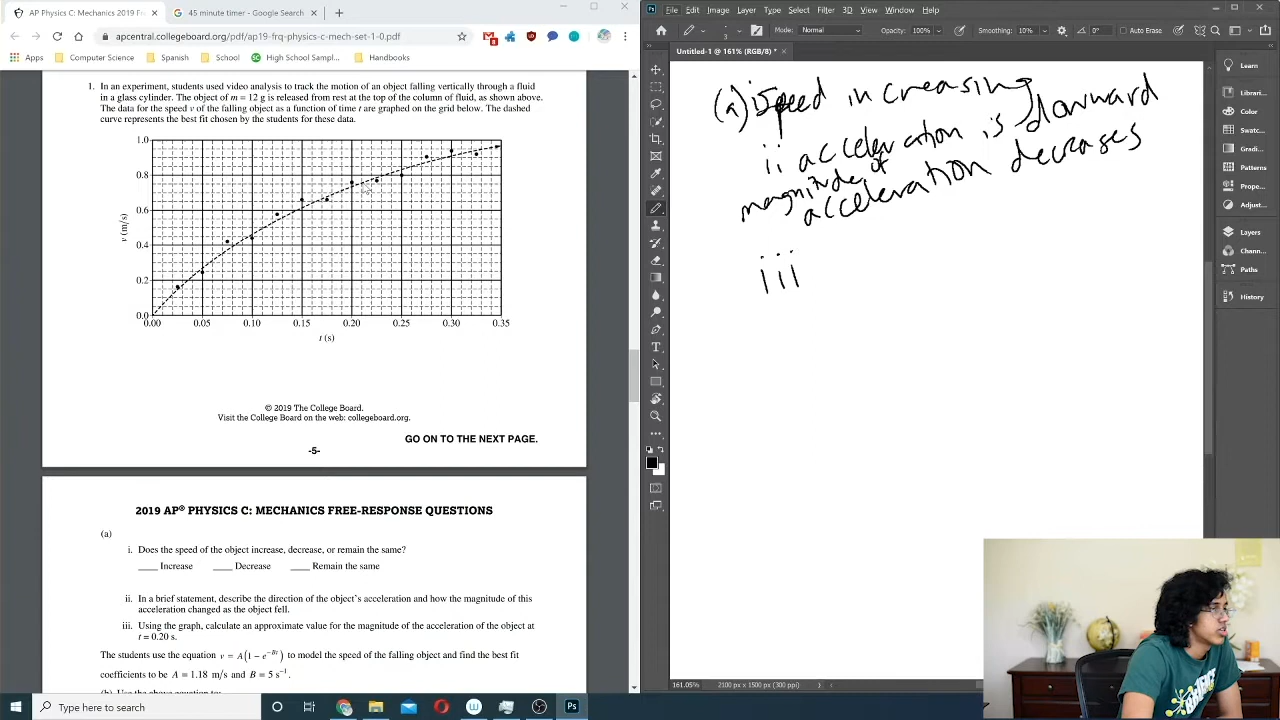 AP Physics C: Mechanics 2019 Fr
45 minute timer - Google Search
apcentral.collegeboard.org/pdf/ap19-frq-physics-c-mech-set-1-0.pdf
Apps
Computer Science
Spanish
School
High School Sampl...
Handbooks
1. In an experiment, students used video analysis to track the motion of an object falling vertically through a fluid
in a glass cylinder. The object of m = 12 g is released from rest at the top of the column of fluid, as shown above.
The data for the speed v of the falling object as a function of time t are graphed on the grid below. The dashed
curve represents the best fit chosen by the students for these data.
1.0
0.8
0.6
0.4
0.2
0.0
v (m/s)
0.00 0.05 0.10 0.15 0.20 0.25 0.30 0.35
t (s)
© 2019 The College Board.
Visit the College Board on the web: collegeboard.org.
GO ON TO THE NEXT PAGE.
-5-
2019 AP® PHYSICS C: MECHANICS FREE-RESPONSE QUESTIONS
(a)
i. Does the speed of the object increase, decrease, or remain the same?
____ Increase ____ Decrease ____ Remain the same
ii. In a brief statement, describe the direction of the object's acceleration and how the magnitude of this
acceleration changed as the object fell.
iii. Using the graph, calculate an approximate value for the magnitude of the acceleration of the object at
t = 0.20 s.
The students use the equation v = A(1 − e^−Bt) to model the speed of the falling object and find the best fit
coefficients to be A = 1.18 m/s and B = 5 s⁻¹.
(b) Use the above equation to:
File Edit Image Layer Type Select Filter 3D View Window Help
Mode: Normal
Opacity: 100%
Smoothing: 10%
0°
Auto Erase
Untitled-1 @ 161% (RGB/8) *
(a) i speed increasing
ii acceleration is downward
magnitude of
acceleration decreases
iii
Learn
Librari...
Color
Swatc...
Gradi...
Patterns
Prope...
Adjust...
Layers
Chann...
Paths
History
161.05%
2100 px x 1500 px (300 ppi)
Type here to search